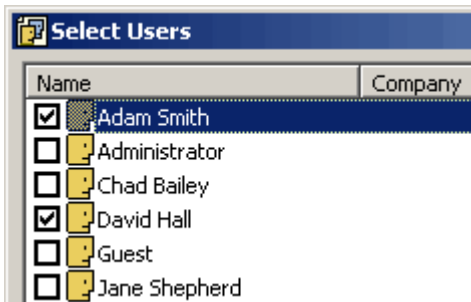 Select Users
Name Company
Adam Smith
Administrator
Chad Bailey
David Hall
Guest
Jane Shepherd